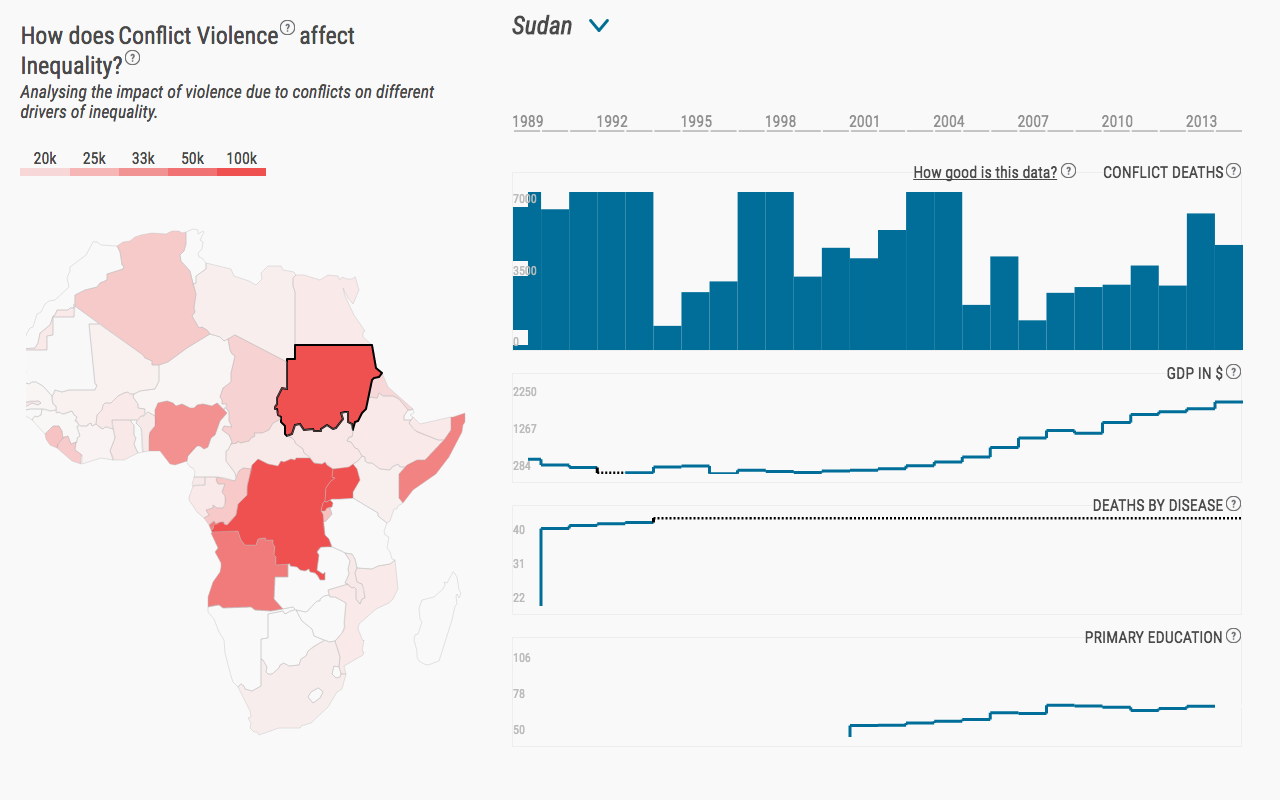 How does Conflict Violence? affect
Inequality??
Analysing the impact of violence due to conflicts on different
drivers of inequality.
20k 25k 33k 50k 100k
Sudan
1989 1992 1995 1998 2001 2004 2007 2010 2013
How good is this data? ? CONFLICT DEATHS ?
7000
3500
0
GDP IN $ ?
2250
1267
284
DEATHS BY DISEASE ?
40
31
22
PRIMARY EDUCATION ?
106
78
50